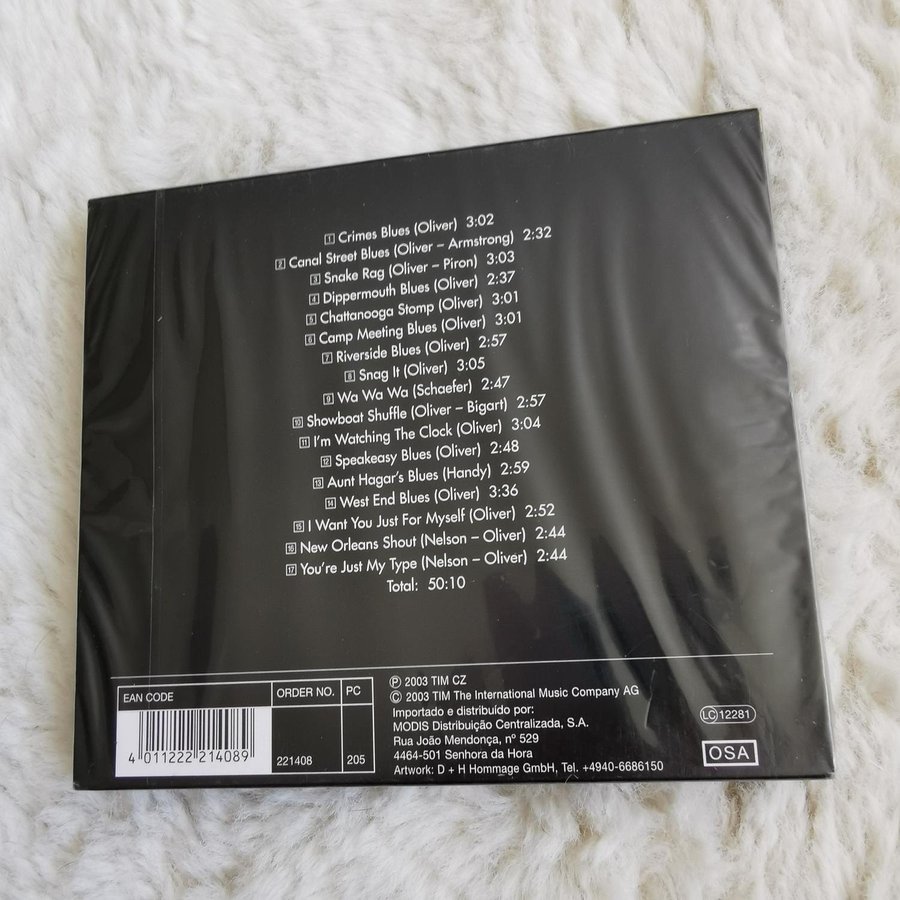 1 Crimes Blues (Oliver) 3:02
2 Canal Street Blues (Oliver – Armstrong) 2:32
3 Snake Rag (Oliver – Piron) 3:03
4 Dippermouth Blues (Oliver) 2:37
5 Chattanooga Stomp (Oliver) 3:01
6 Camp Meeting Blues (Oliver) 3:01
7 Riverside Blues (Oliver) 2:57
8 Snag It (Oliver) 3:05
9 Wa Wa Wa (Schaefer) 2:47
10 Showboat Shuffle (Oliver – Bigart) 2:57
11 I'm Watching The Clock (Oliver) 3:04
12 Speakeasy Blues (Oliver) 2:48
13 Aunt Hagar's Blues (Handy) 2:59
14 West End Blues (Oliver) 3:36
15 I Want You Just For Myself (Oliver) 2:52
16 New Orleans Shout (Nelson – Oliver) 2:44
17 You're Just My Type (Nelson – Oliver) 2:44
Total: 50:10
EAN CODE
ORDER NO.
PC
4 011222 214089
221408
205
℗ 2003 TIM CZ
© 2003 TIM The International Music Company AG
Importado e distribuído por:
MODIS Distribuição Centralizada, S.A.
Rua João Mendonça, nº 529
4464-501 Senhora da Hora
Artwork: D + H Hommage GmbH, Tel. +4940-6686150
LC 12281
OSA